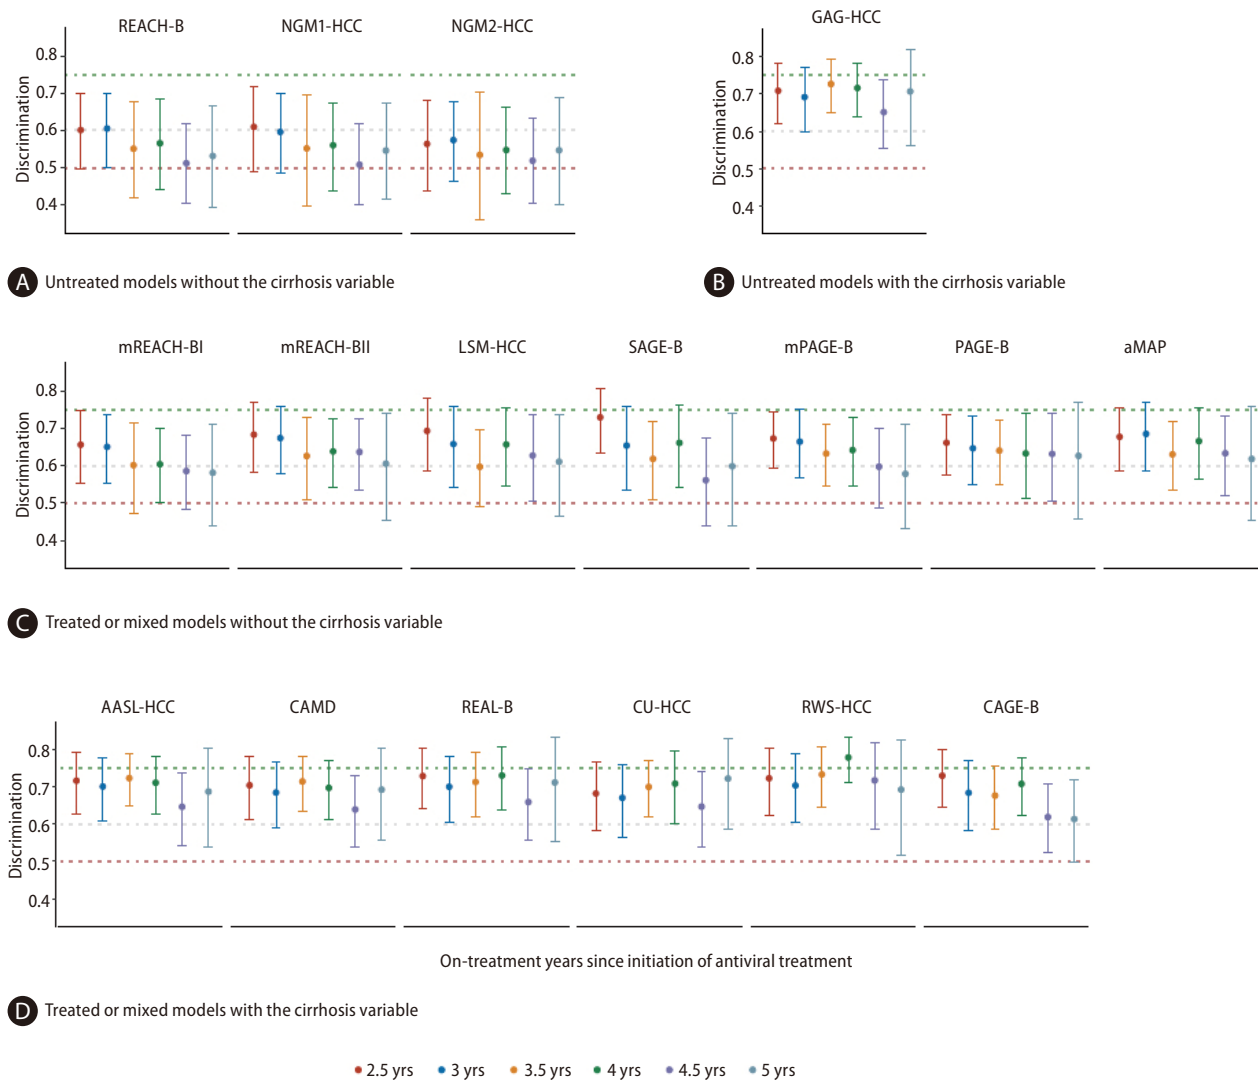 REACH-B NGM1-HCC NGM2-HCC GAG-HCC
Discrimination
0.8
0.7
0.6
0.5
0.4
Discrimination
0.8
0.7
0.6
0.5
0.4
A Untreated models without the cirrhosis variable
B Untreated models with the cirrhosis variable
mREACH-BI mREACH-BII LSM-HCC SAGE-B mPAGE-B PAGE-B aMAP
Discrimination
0.8
0.7
0.6
0.5
0.4
C Treated or mixed models without the cirrhosis variable
AASL-HCC CAMD REAL-B CU-HCC RWS-HCC CAGE-B
Discrimination
0.8
0.7
0.6
0.5
0.4
On-treatment years since initiation of antiviral treatment
D Treated or mixed models with the cirrhosis variable
2.5 yrs 3 yrs 3.5 yrs 4 yrs 4.5 yrs 5 yrs